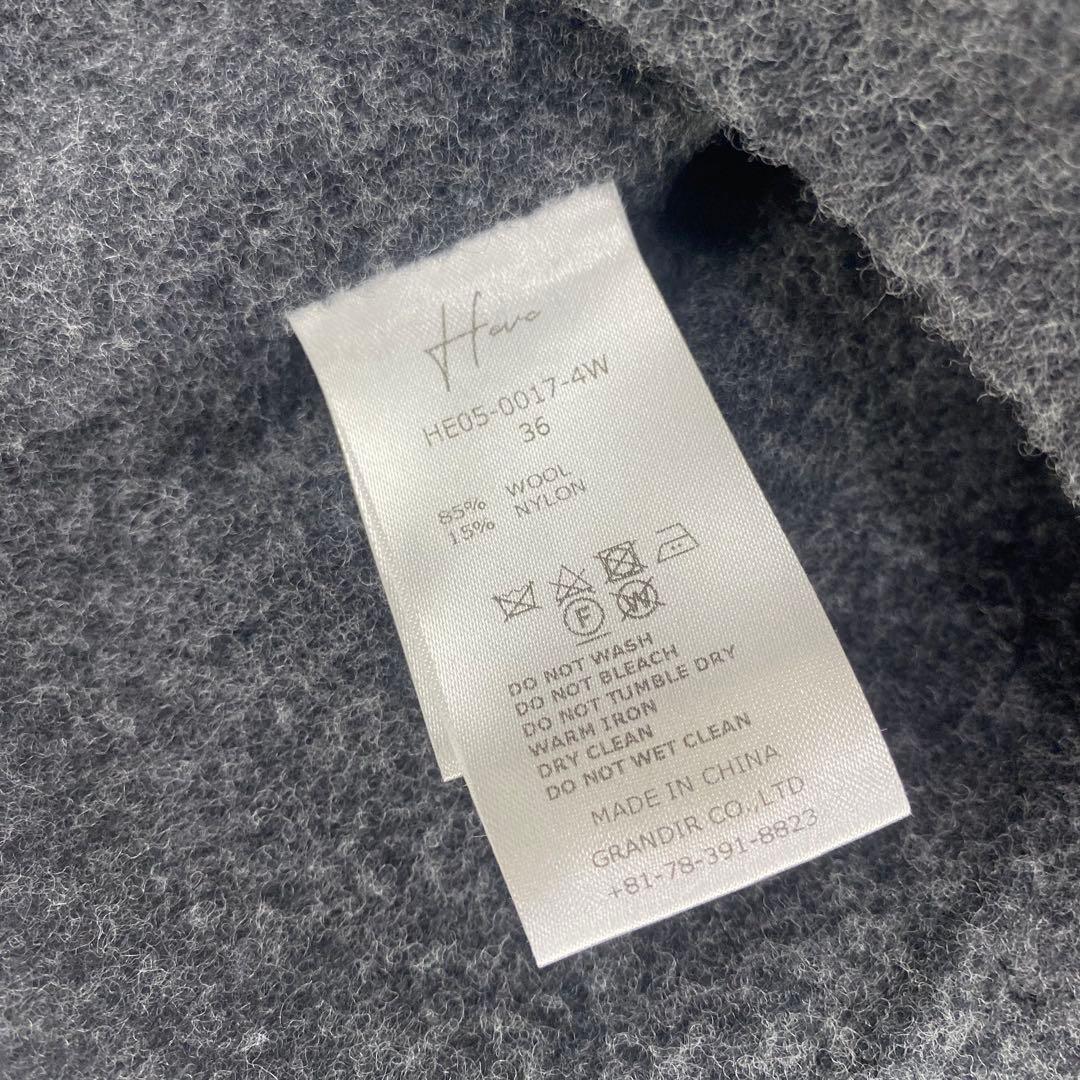 Heve
HE05-0017-4W
36
85% WOOL
15% NYLON
F
W
DO NOT WASH
DO NOT BLEACH
DO NOT TUMBLE DRY
WARM IRON
DRY CLEAN
DO NOT WET CLEAN
MADE IN CHINA
GRANDIR CO.,LTD
+81-78-391-8823